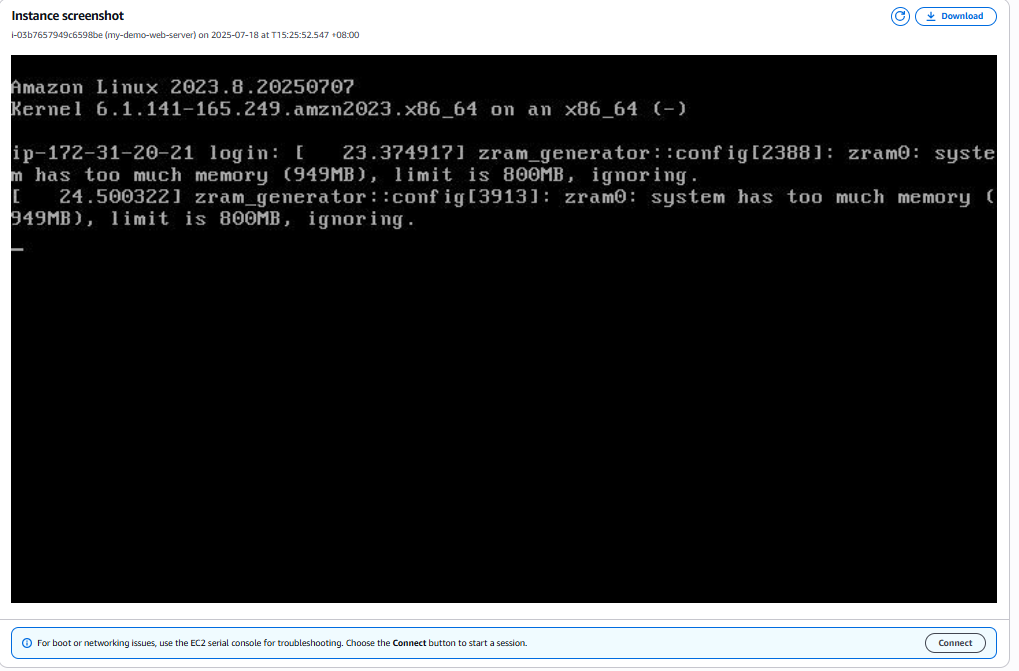 Instance screenshot
Download
i-03b7657949c6598be (my-demo-web-server) on 2025-07-18 at T15:25:52.547 +08:00
Amazon Linux 2023.8.20250707
Kernel 6.1.141-165.249.amzn2023.x86_64 on an x86_64 (-)
ip-172-31-20-21 login: [   23.374917] zram_generator::config[2388]: zram0: syste
m has too much memory (949MB), limit is 800MB, ignoring.
[   24.500322] zram_generator::config[3913]: zram0: system has too much memory (
949MB), limit is 800MB, ignoring.
For boot or networking issues, use the EC2 serial console for troubleshooting. Choose the Connect button to start a session.
Connect